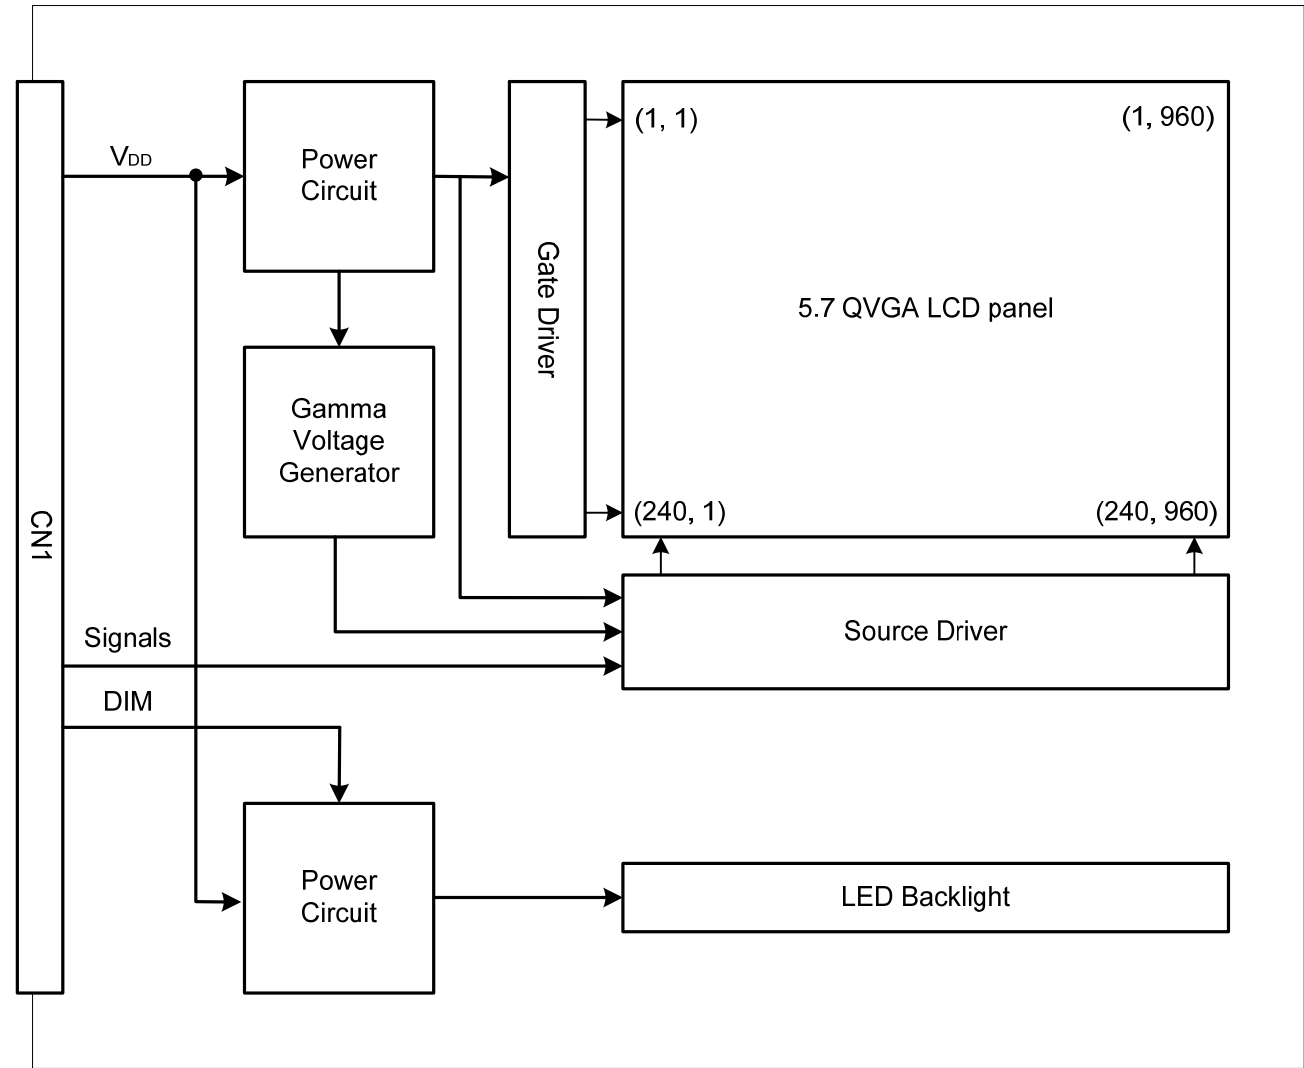 (1, 1)
(1, 960)
VDD
Power
Circuit
Gate Driver
5.7 QVGA LCD panel
Gamma
Voltage
Generator
(240, 1)
(240, 960)
CN1
Signals
Source Driver
DIM
Power
Circuit
LED Backlight